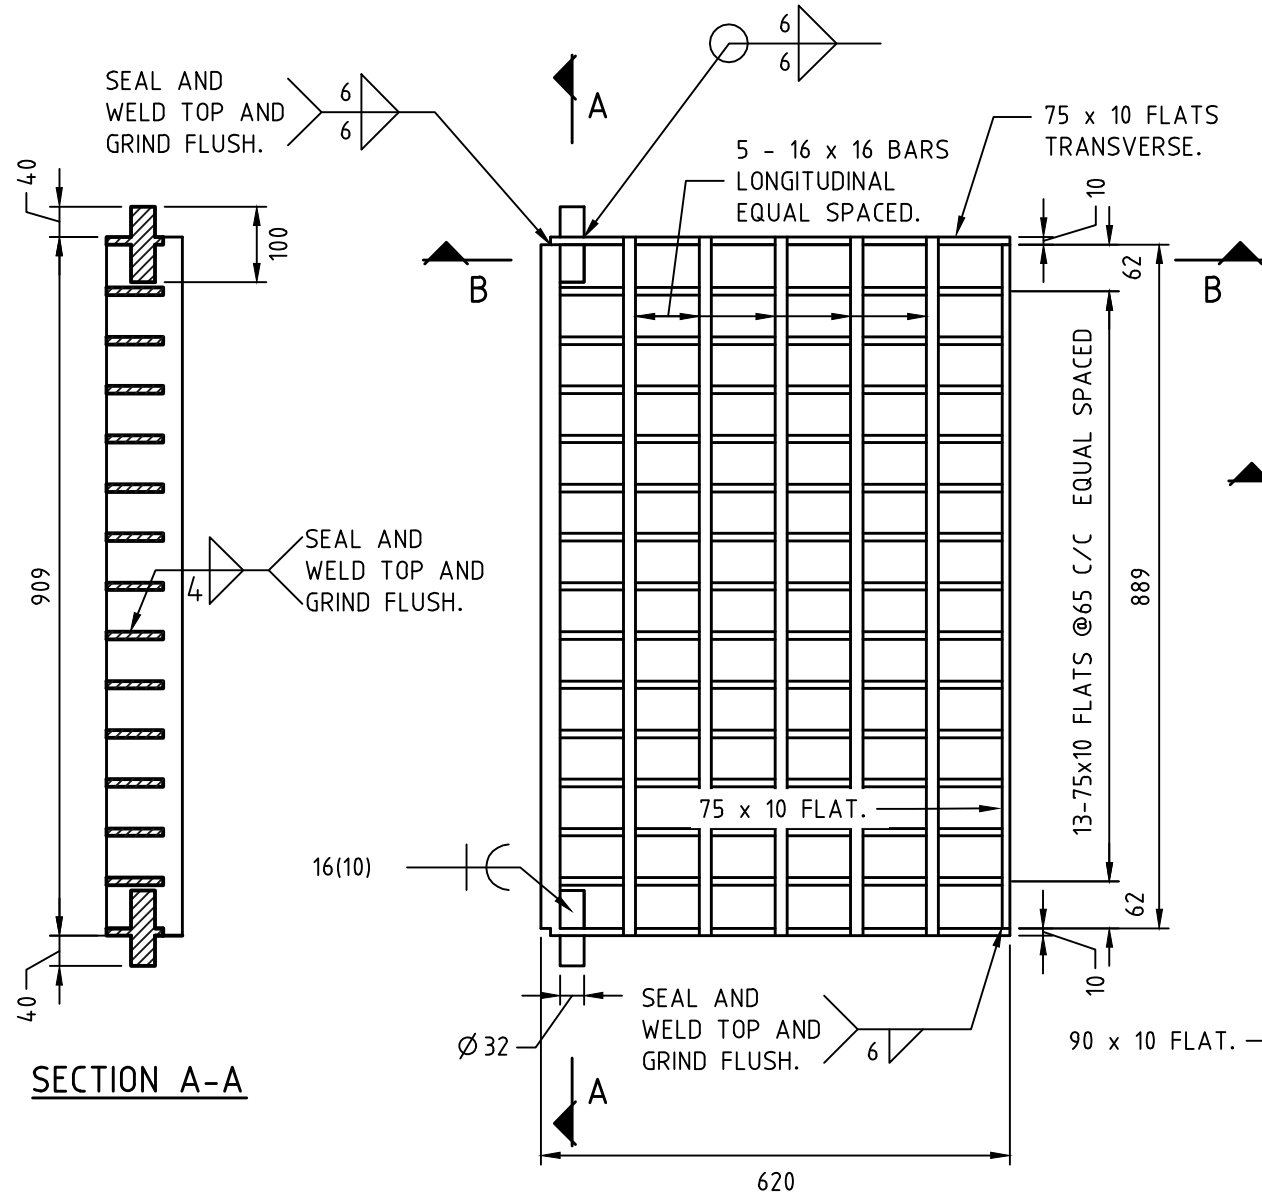 SEAL AND
WELD TOP AND
GRIND FLUSH.
6
6
6
6
A
5 - 16 x 16 BARS
LONGITUDINAL
EQUAL SPACED.
75 x 10 FLATS
TRANSVERSE.
40
100
10
62
B
B
909
SEAL AND
WELD TOP AND
GRIND FLUSH.
4
13-75x10 FLATS @65 C/C EQUAL SPACED
889
75 x 10 FLAT.
16(10)
62
10
40
Ø 32
SEAL AND
WELD TOP AND
GRIND FLUSH.
6
90 x 10 FLAT.
SECTION A-A
A
620